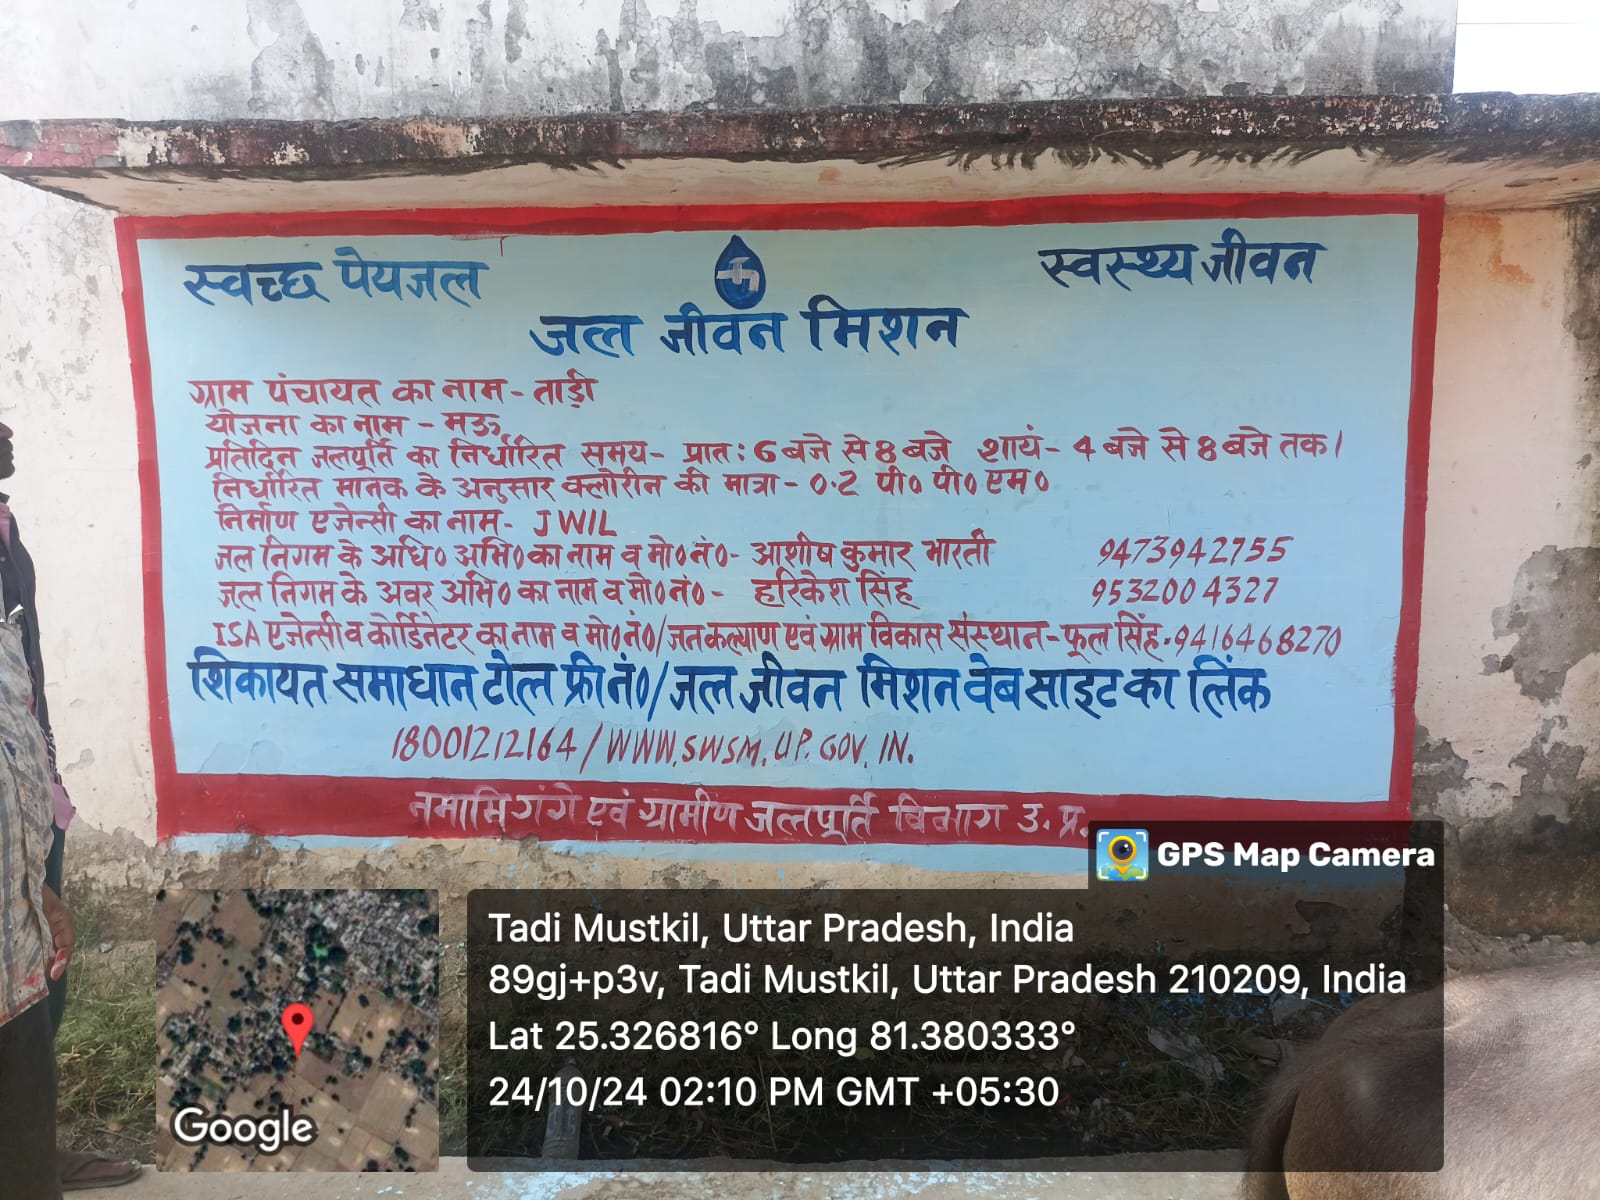 स्वच्छ पेयजल
स्वस्थ्य जीवन
जल जीवन मिशन
ग्राम पंचायत का नाम - ताड़ी
योजना का नाम - मऊ
प्रतिदिन जलपूर्ति का निर्धारित समय- प्रात: 6 बजे से 8 बजे शायं- 4 बजे से 8 बजे तक।
निर्धारित मानक के अनुसार क्लोरीन की मात्रा - 0.2 पी० पी० एम०
निर्माण एजेन्सी का नाम- JWIL
जल निगम के अधि० अभि० का नाम व मो० नं०- आशीष कुमार भारती 9473942755
जल निगम के अवर अभि० का नाम व मो० नं०- हरिकेश सिंह 9532004327
ISA एजेन्सी व कोर्डिनेटर का नाम व मो० नं०/जनकल्याण एवं ग्राम विकास संस्थान - फूल सिंह. 9416468270
शिकायत समाधान टोल फ्री नं०/जल जीवन मिशन वेबसाइट का लिंक
18001212164/WWW.SWSM.UP.GOV.IN.
नमामि गंगे एवं ग्रामीण जलपूर्ति विभाग उ. प्र.
GPS Map Camera
Tadi Mustkil, Uttar Pradesh, India
89gj+p3v, Tadi Mustkil, Uttar Pradesh 210209, India
Lat 25.326816° Long 81.380333°
24/10/24 02:10 PM GMT +05:30
Google